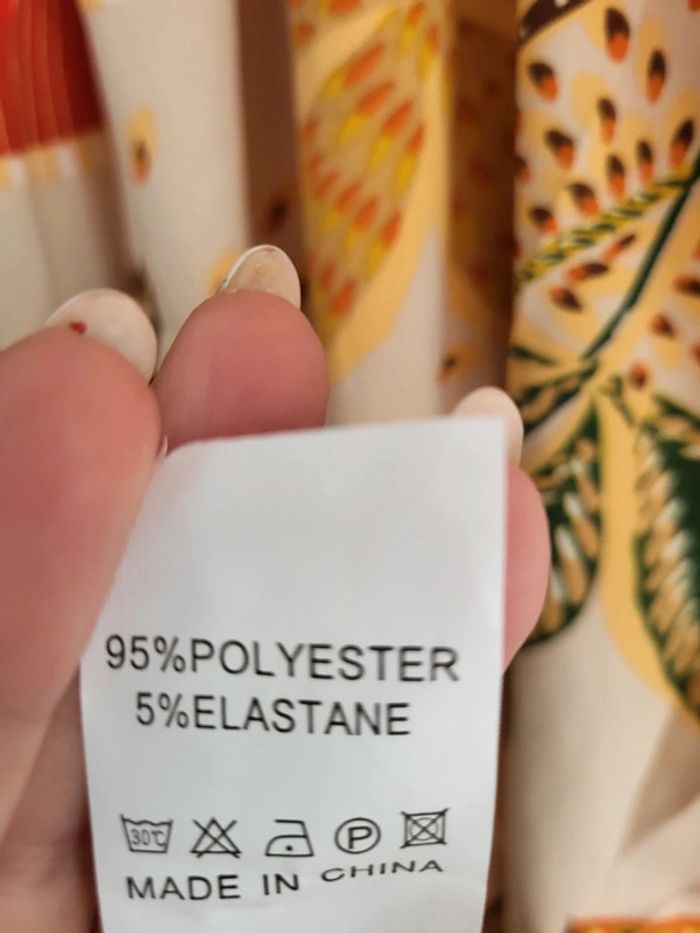 95%POLYESTER
5%ELASTANE
30℃ P
MADE IN CHINA